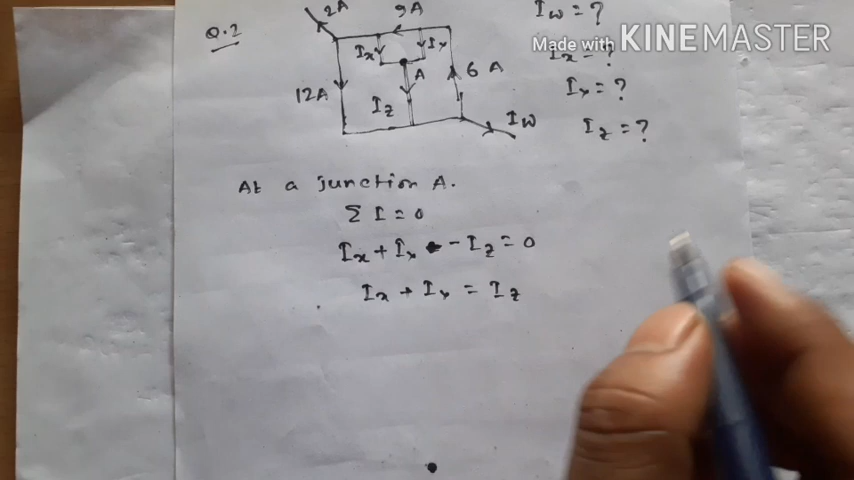 Q.2
2A
9A
Ix
Iy
A
6 A
12A
Iz
Iw
Iw = ?
Made with KINEMASTER
Ix = ?
Iy = ?
Iz = ?
At a junction A.
Σ I = 0
Ix + Iy - Iz = 0
Ix + Iy = Iz